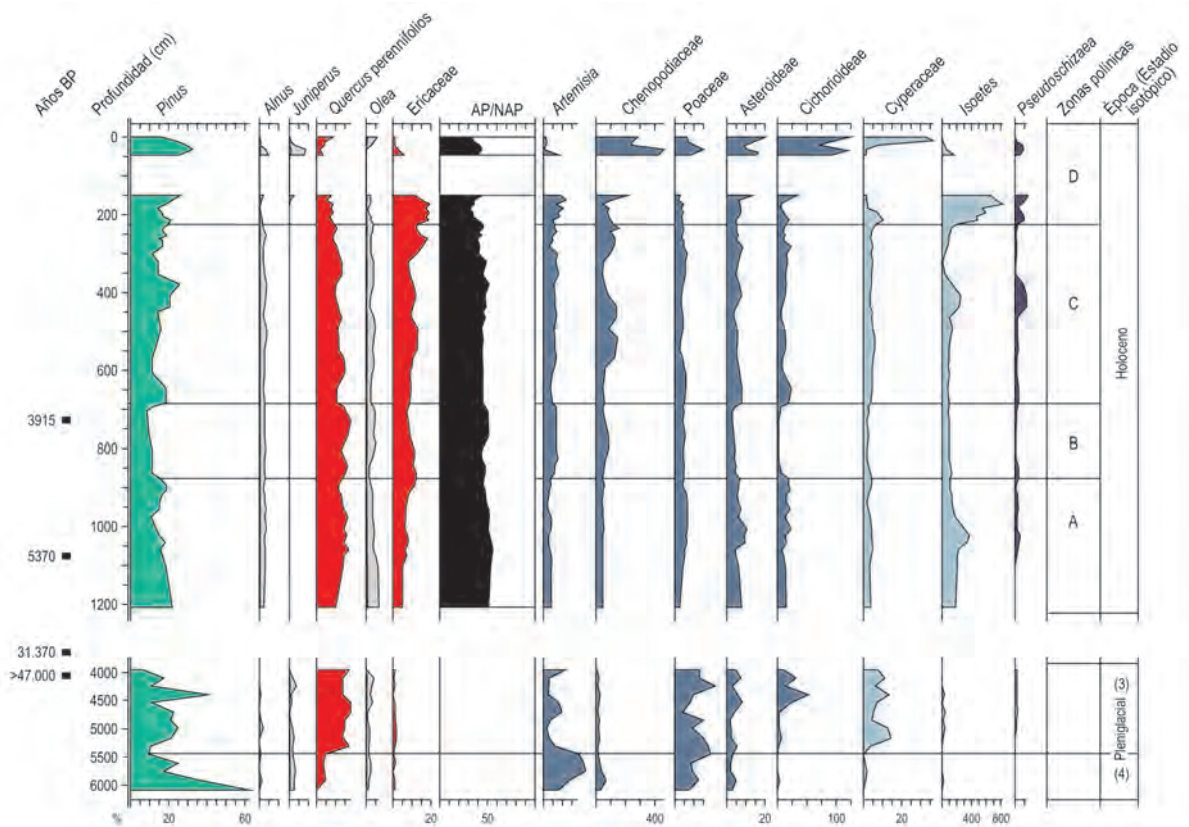 Años BP
Profundidad (cm)
Pinus
Alnus
Juniperus
Quercus perennifolios
Olea
Ericaceae
AP/NAP
Artemisia
Chenopodiaceae
Poaceae
Asteroideae
Cichorioideae
Cyperaceae
Isoetes
Pseudoschizaea
Zonas polínicas
Época (Estadio
Isotópico)
0
200
400
600
800
1000
1200
3915
5370
31.370
>47.000
4000
4500
5000
5500
6000
D
C
B
A
Holoceno
Pleniglacial
(3)
(4)
% 20 60 20 50 400 20 100 20 400 800